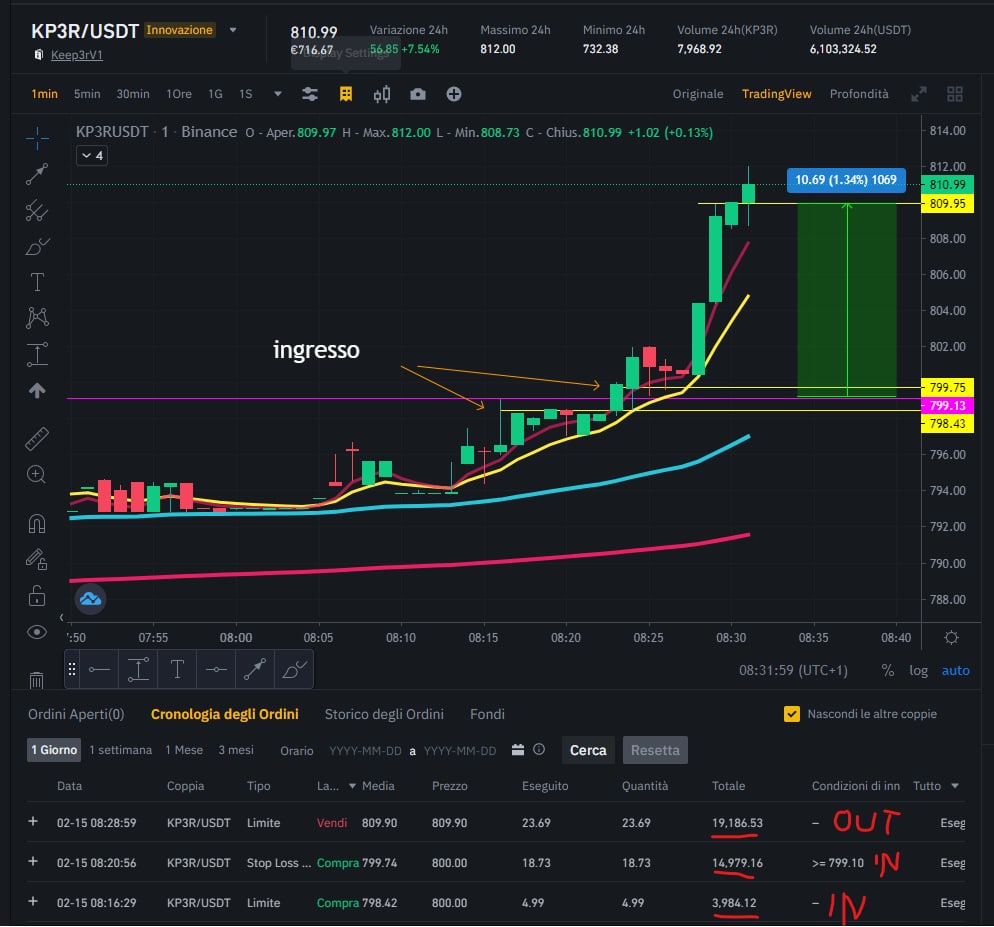 KP3R/USDT Innovazione
Keep3rV1
810.99
€716.67
Variazione 24h
56.85 +7.54%
Massimo 24h
812.00
Minimo 24h
732.38
Volume 24h(KP3R)
7,968.92
Volume 24h(USDT)
6,103,324.52
Display Settings
1min 5min 30min 1Ore 1G 1S
Originale TradingView Profondità
KP3RUSDT · 1 · Binance O - Aper.809.97 H - Max.812.00 L - Min.808.73 C - Chius.810.99 +1.02 (+0.13%)
4
814.00
812.00
10.69 (1.34%) 1069
810.99
809.95
808.00
806.00
804.00
ingresso
802.00
799.75
799.13
798.43
796.00
794.00
792.00
790.00
788.00
':50 07:55 08:00 08:05 08:10 08:15 08:20 08:25 08:30 08:35 08:40
08:31:59 (UTC+1) % log auto
Ordini Aperti(0) Cronologia degli Ordini Storico degli Ordini Fondi
Nascondi le altre coppie
1 Giorno 1 settimana 1 Mese 3 mesi Orario YYYY-MM-DD a YYYY-MM-DD Cerca Resetta
Data Coppia Tipo La... Media Prezzo Eseguito Quantità Totale Condizioni di inn Tutto
+ 02-15 08:28:59 KP3R/USDT Limite Vendi 809.90 809.90 23.69 23.69 19,186.53 – OUT Eseg
+ 02-15 08:20:56 KP3R/USDT Stop Loss ... Compra 799.74 800.00 18.73 18.73 14,979.16 >= 799.10 IN Eseg
+ 02-15 08:16:29 KP3R/USDT Limite Compra 798.42 800.00 4.99 4.99 3,984.12 – IN Eseg